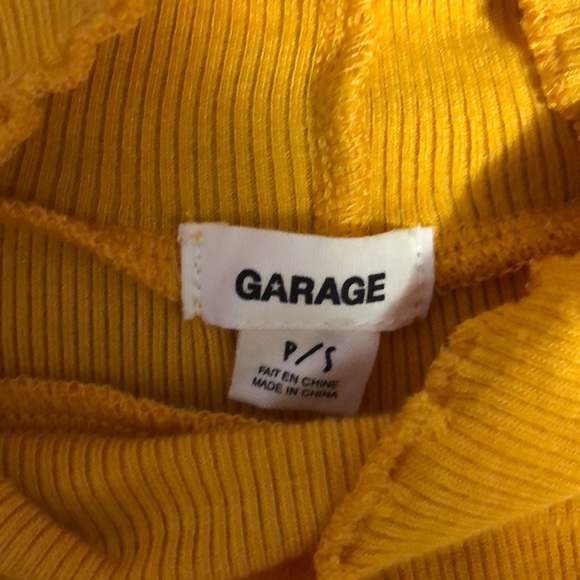 GARAGE
P/S
FAIT EN CHINE
MADE IN CHINA